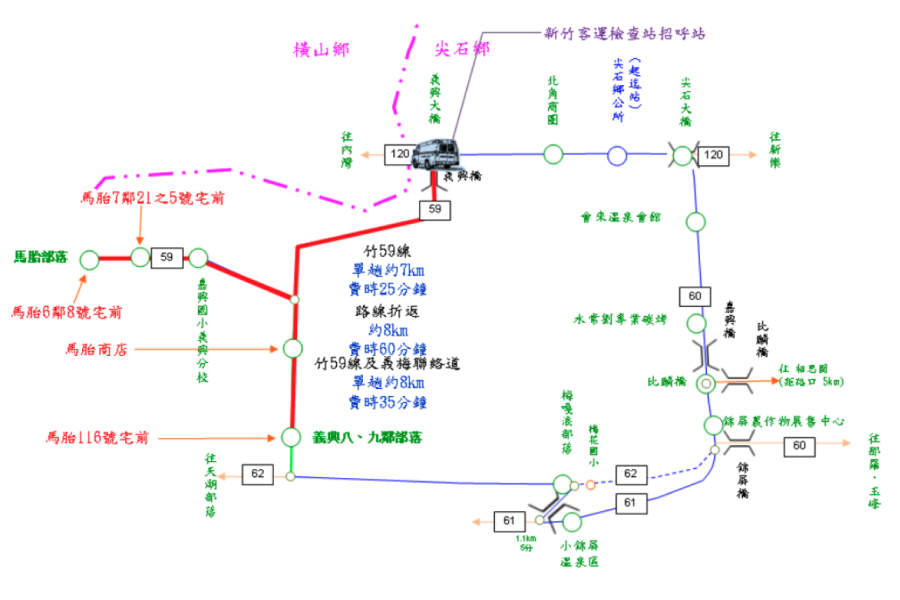 新竹客運檢查站招呼站
橫山鄉
尖石鄉
義興大橋
北角商圈
尖石鄉公所
(起迄站)
尖石大橋
往內灣
120
義興橋
120
往新樂
59
馬胎7鄰21之5號宅前
會來溫泉會館
馬胎部落
59
竹59線
單趟約7km
費時25分鐘
60
馬胎6鄰8號宅前
嘉興國小義興分校
路線折返
約8km
費時60分鐘
水常劉專業碳烤
嘉興橋
比麟橋
馬胎商店
竹59線及義梅聯絡道
單趟約8km
費時35分鐘
比麟橋
往 相思園
(距路口 5km)
馬胎116號宅前
義興八、九鄰部落
梅嘎浪部落
梅花國小
錦屏農作物展售中心
60
往那羅、玉峰
錦屏橋
往天湖部落
62
62
61
61
1.1km
5分
小錦屏
溫泉區